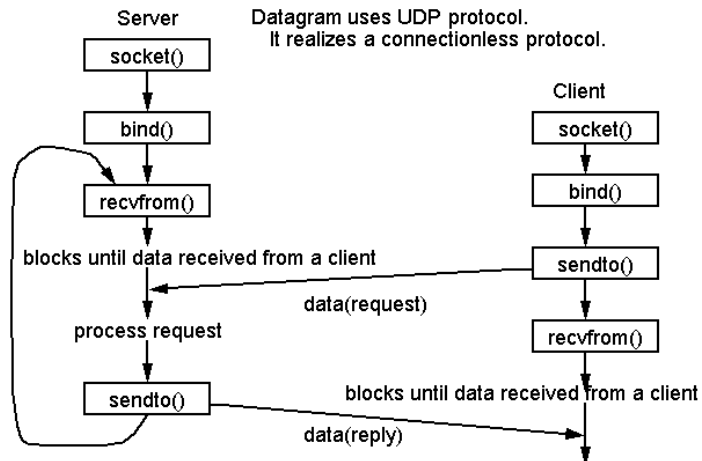 Server
Datagram uses UDP protocol.
It realizes a connectionless protocol.
socket()
Client
bind()
socket()
recvfrom()
bind()
blocks until data received from a client
sendto()
data(request)
process request
recvfrom()
sendto()
blocks until data received from a client
data(reply)